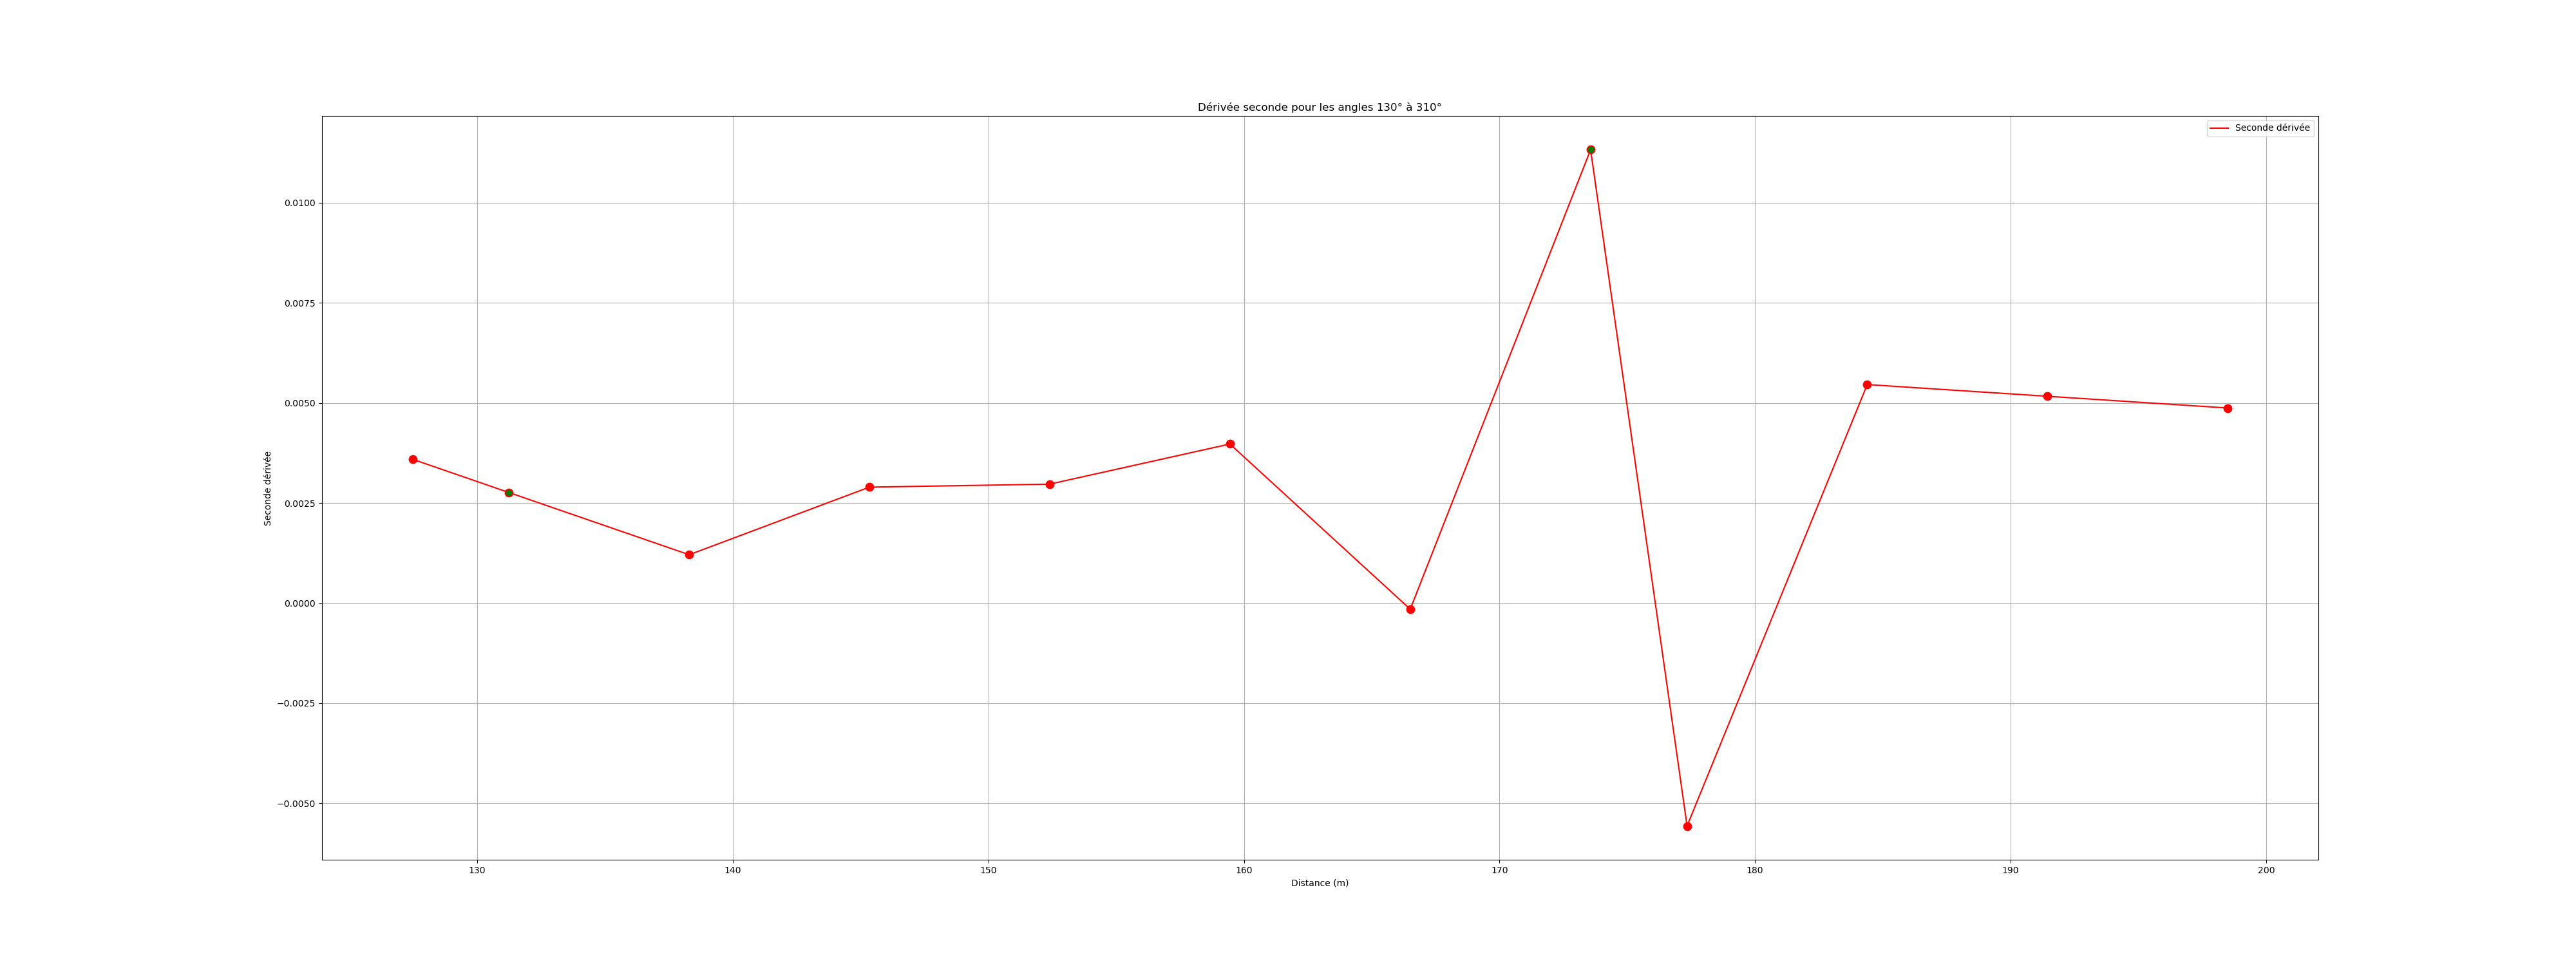 Dérivée seconde pour les angles 130° à 310°
Seconde dérivée
0.0100
0.0075
0.0050
0.0025
0.0000
−0.0025
−0.0050
Seconde dérivée
130 140 150 160 170 180 190 200
Distance (m)